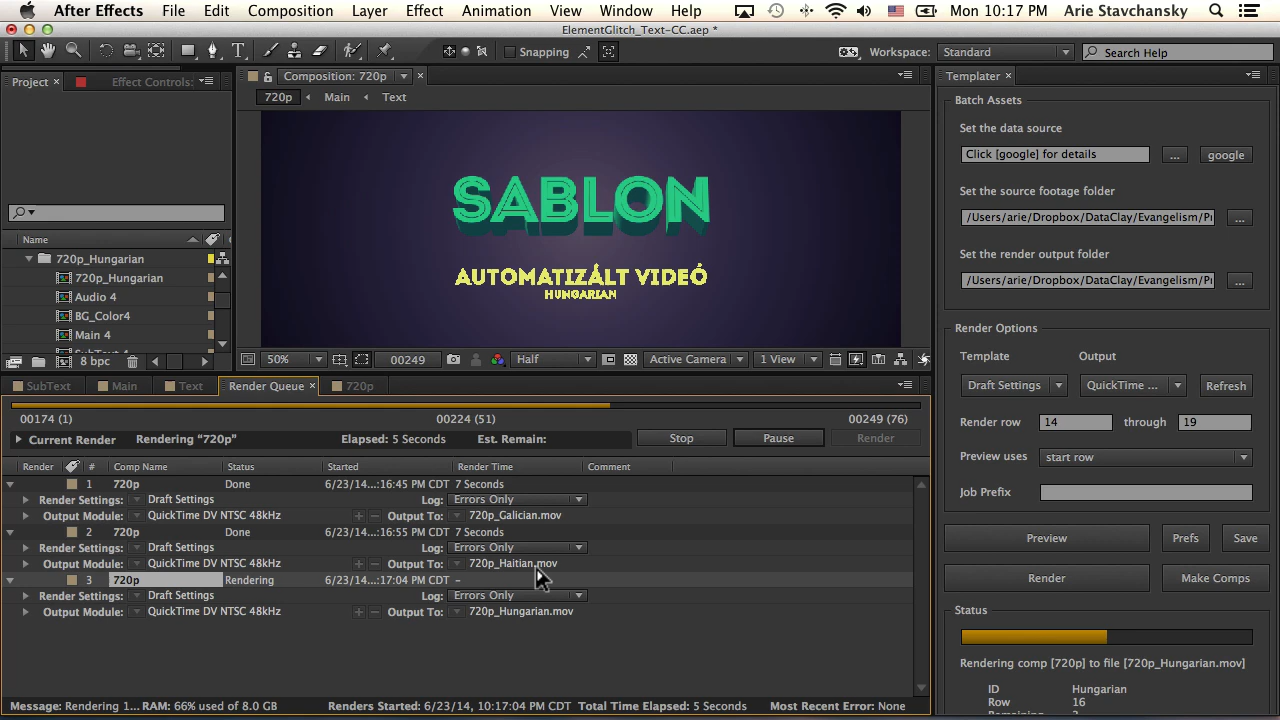 After Effects File Edit Composition Layer Effect Animation View Window Help Mon 10:17 PM Arie Stavchansky
ElementGlitch_Text-CC.aep *
Snapping Workspace: Standard Search Help
Project × Effect Controls: Composition: 720p × Templater ×
720p Main Text
Batch Assets
Set the data source
Click [google] for details ... google
Set the source footage folder
/Users/arie/Dropbox/DataClay/Evangelism/P ...
Set the render output folder
/Users/arie/Dropbox/DataClay/Evangelism/P ...
SABLON
AUTOMATIZÁLT VIDEÓ
HUNGARIAN
Name
720p_Hungarian
720p_Hungarian
Audio 4
BG_Color4
Main 4
SubText 4
8 bpc
50% 00249 Half Active Camera 1 View
Render Options
Template Output
Draft Settings QuickTime ... Refresh
Render row 14 through 19
Preview uses start row
Job Prefix
Preview Prefs Save
Render Make Comps
Status
Rendering comp [720p] to file [720p_Hungarian.mov]
ID Hungarian
Row 16
SubText Main Text Render Queue × 720p
00174 (1) 00224 (51) 00249 (76)
Current Render Rendering "720p" Elapsed: 5 Seconds Est. Remain: Stop Pause Render
Render # Comp Name Status Started Render Time Comment
1 720p Done 6/23/14...:16:45 PM CDT 7 Seconds
Render Settings: Draft Settings Log: Errors Only
Output Module: QuickTime DV NTSC 48kHz + − Output To: 720p_Galician.mov
2 720p Done 6/23/14...:16:55 PM CDT 7 Seconds
Render Settings: Draft Settings Log: Errors Only
Output Module: QuickTime DV NTSC 48kHz + − Output To: 720p_Haitian.mov
3 720p Rendering 6/23/14...:17:04 PM CDT –
Render Settings: Draft Settings Log: Errors Only
Output Module: QuickTime DV NTSC 48kHz + − Output To: 720p_Hungarian.mov
Message: Rendering 1... RAM: 66% used of 8.0 GB Renders Started: 6/23/14, 10:17:04 PM CDT Total Time Elapsed: 5 Seconds Most Recent Error: None